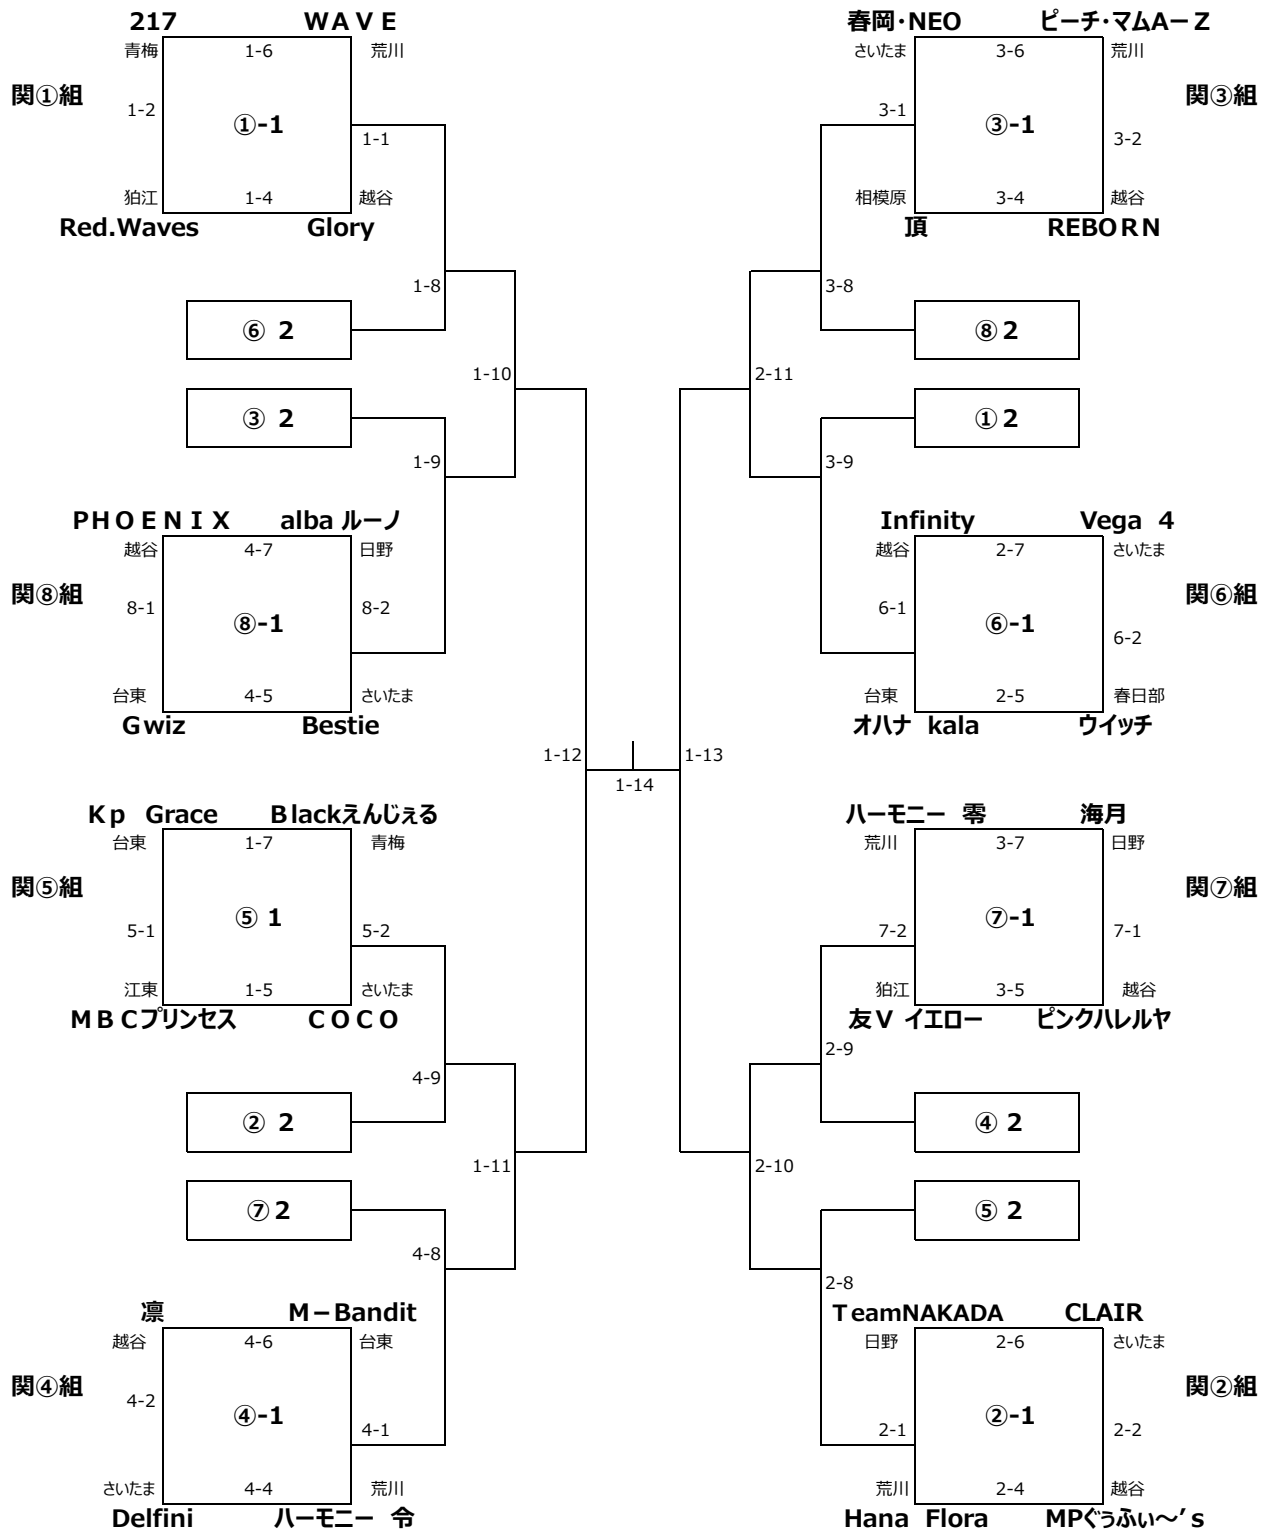 217 WAVE
青梅 1-6 荒川
関①組
1-2 ①-1 1-1
狛江 1-4 越谷
Red.Waves Glory
1-8
⑥ 2
1-10
③ 2
1-9
PHOENIX alba ルーノ
越谷 4-7 日野
関⑧組
8-1 ⑧-1 8-2
台東 4-5 さいたま
Gwiz Bestie
1-12
Kp Grace Blackえんじぇる
台東 1-7 青梅
関⑤組
5-1 ⑤ 1 5-2
江東 1-5 さいたま
MBCプリンセス COCO
4-9
② 2
1-11
⑦ 2
4-8
凛 M－Bandit
越谷 4-6 台東
関④組
4-2 ④-1 4-1
さいたま 4-4 荒川
Delfini ハーモニー 令
1-14
春岡・NEO ピーチ・マムA－Z
さいたま 3-6 荒川
関③組
3-1 ③-1 3-2
相模原 3-4 越谷
頂 REBORN
3-8
⑧ 2
2-11
① 2
3-9
Infinity Vega 4
越谷 2-7 さいたま
関⑥組
6-1 ⑥-1 6-2
台東 2-5 春日部
オハナ kala ウイッチ
1-13
ハーモニー 零 海月
荒川 3-7 日野
関⑦組
7-2 ⑦-1 7-1
狛江 3-5 越谷
友V イエロー ピンクハレルヤ
2-9
④ 2
2-10
⑤ 2
2-8
TeamNAKADA CLAIR
日野 2-6 さいたま
関②組
2-1 ②-1 2-2
荒川 2-4 越谷
Hana Flora MPぐぅふぃ～’s